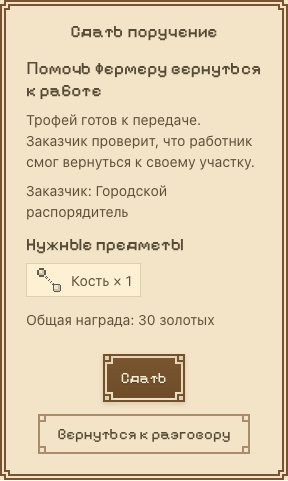 Сдать поручение
Помочь фермеру вернуться
к работе
Трофей готов к передаче.
Заказчик проверит, что работник
смог вернуться к своему участку.
Заказчик: Городской
распорядитель
Нужные предметы
Кость × 1
Общая награда: 30 золотых
Сдать
Вернуться к разговору